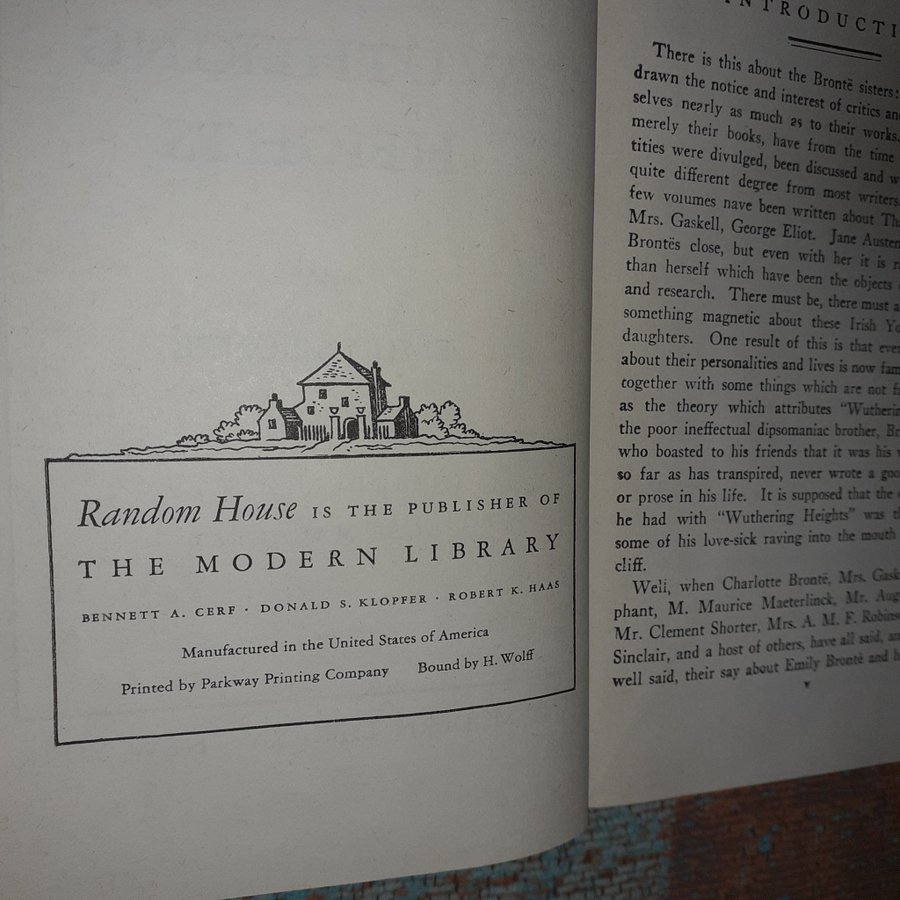 Random House IS THE PUBLISHER OF
THE MODERN LIBRARY
BENNETT A. CERF · DONALD S. KLOPFER · ROBERT K. HAAS
Manufactured in the United States of America
Printed by Parkway Printing Company Bound by H. Wolff
There is this about the Brontë sisters:
drawn the notice and interest of critics
selves nearly as much as to their works.
merely their books, have from the time
tities were divulged, been discussed and
quite different degree from most writers.
few volumes nave been written about
Mrs. Gaskell, George Eliot. Jane Austen
Brontës close, but even with her it is
than herself which have been the objects
and research. There must be, there must
something magnetic about these Irish
daughters. One result of this is that
about their personalities and lives is now
together with some things which are not
as the theory which attributes "Wuthering
the poor ineffectual dipsomaniac brother,
who boasted to his friends that it was his
so far as has transpired, never wrote a
or prose in his life. It is supposed that the
he had with "Wuthering Heights" was
some of his love-sick raving into the mouth
cliff.
Well, when Charlotte Brontë, Mrs.
phant, M. Maurice Maeterlinck, Mr.
Mr. Clement Shorter, Mrs. A. M. F.
Sinclair, and a host of others, have all said,
well said, their say about Emily Brontë and
v